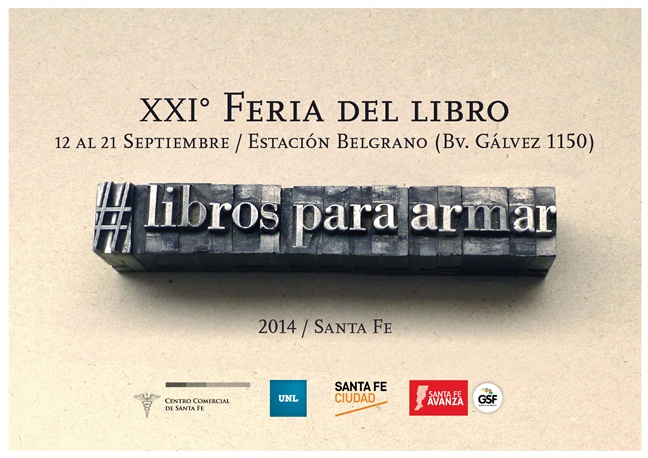 XXI° Feria del libro
12 al 21 Septiembre / Estación Belgrano (Bv. Gálvez 1150)
# libros para armar
2014 / Santa Fe
Centro Comercial
de Santa Fe
UNL
SANTA FE
CIUDAD
SANTA FE
AVANZA
GSF